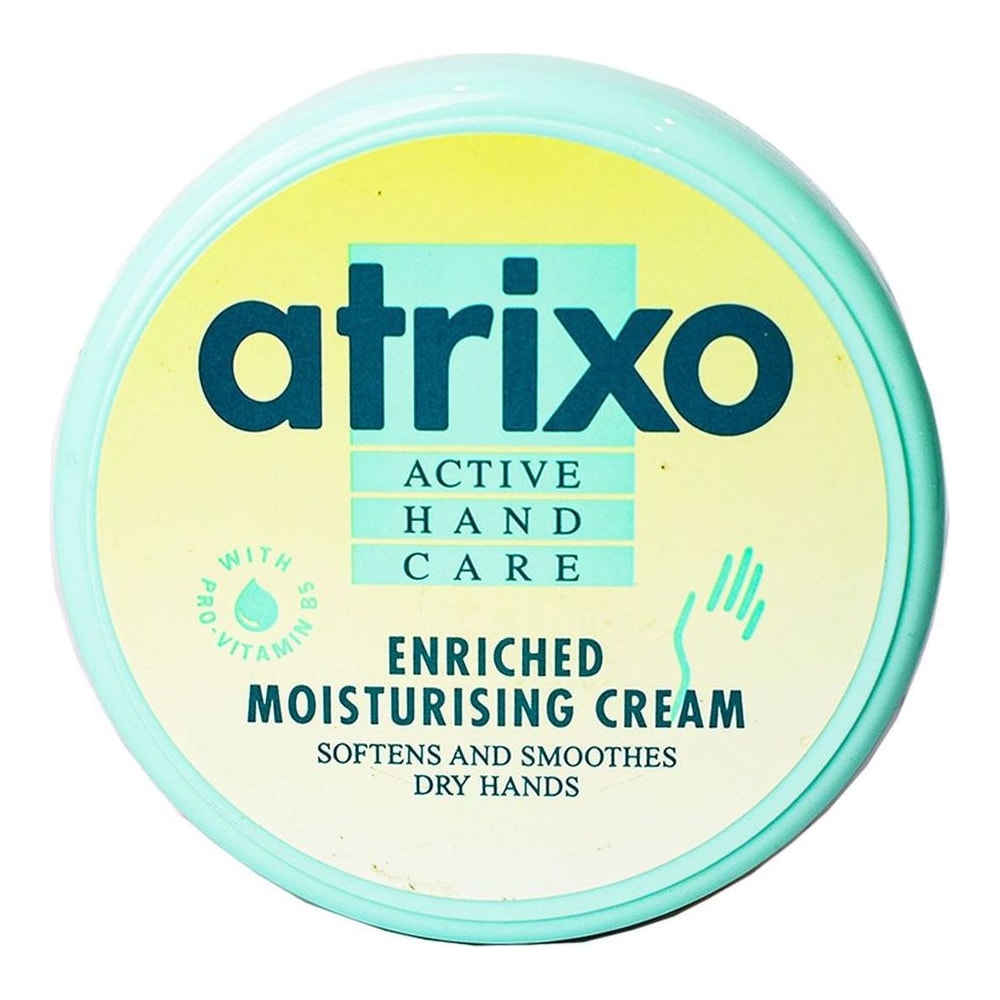 atrixo
ACTIVE
HAND
CARE
WITH
PRO-VITAMIN B5
ENRICHED
MOISTURISING CREAM
SOFTENS AND SMOOTHES
DRY HANDS